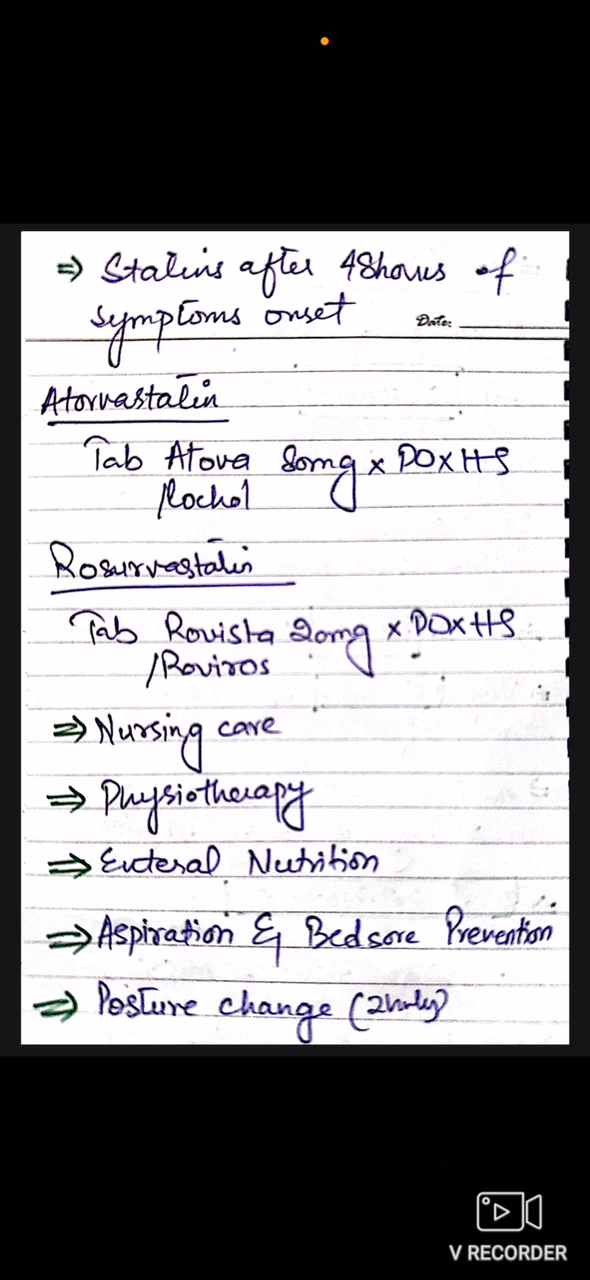 ⇒ Statins after 48hours of
symptoms onset
Date:
Atorvastatin
Tab Atova 80mg x PO x HS
/Lochol
Rosurvastatin
Tab Rovista 20mg x PO x HS
/Roviros
⇒ Nursing care
⇒ Physiotherapy
⇒ Enteral Nutrition
⇒ Aspiration & Bedsore Prevention
⇒ Posture change (2hrly)
V RECORDER